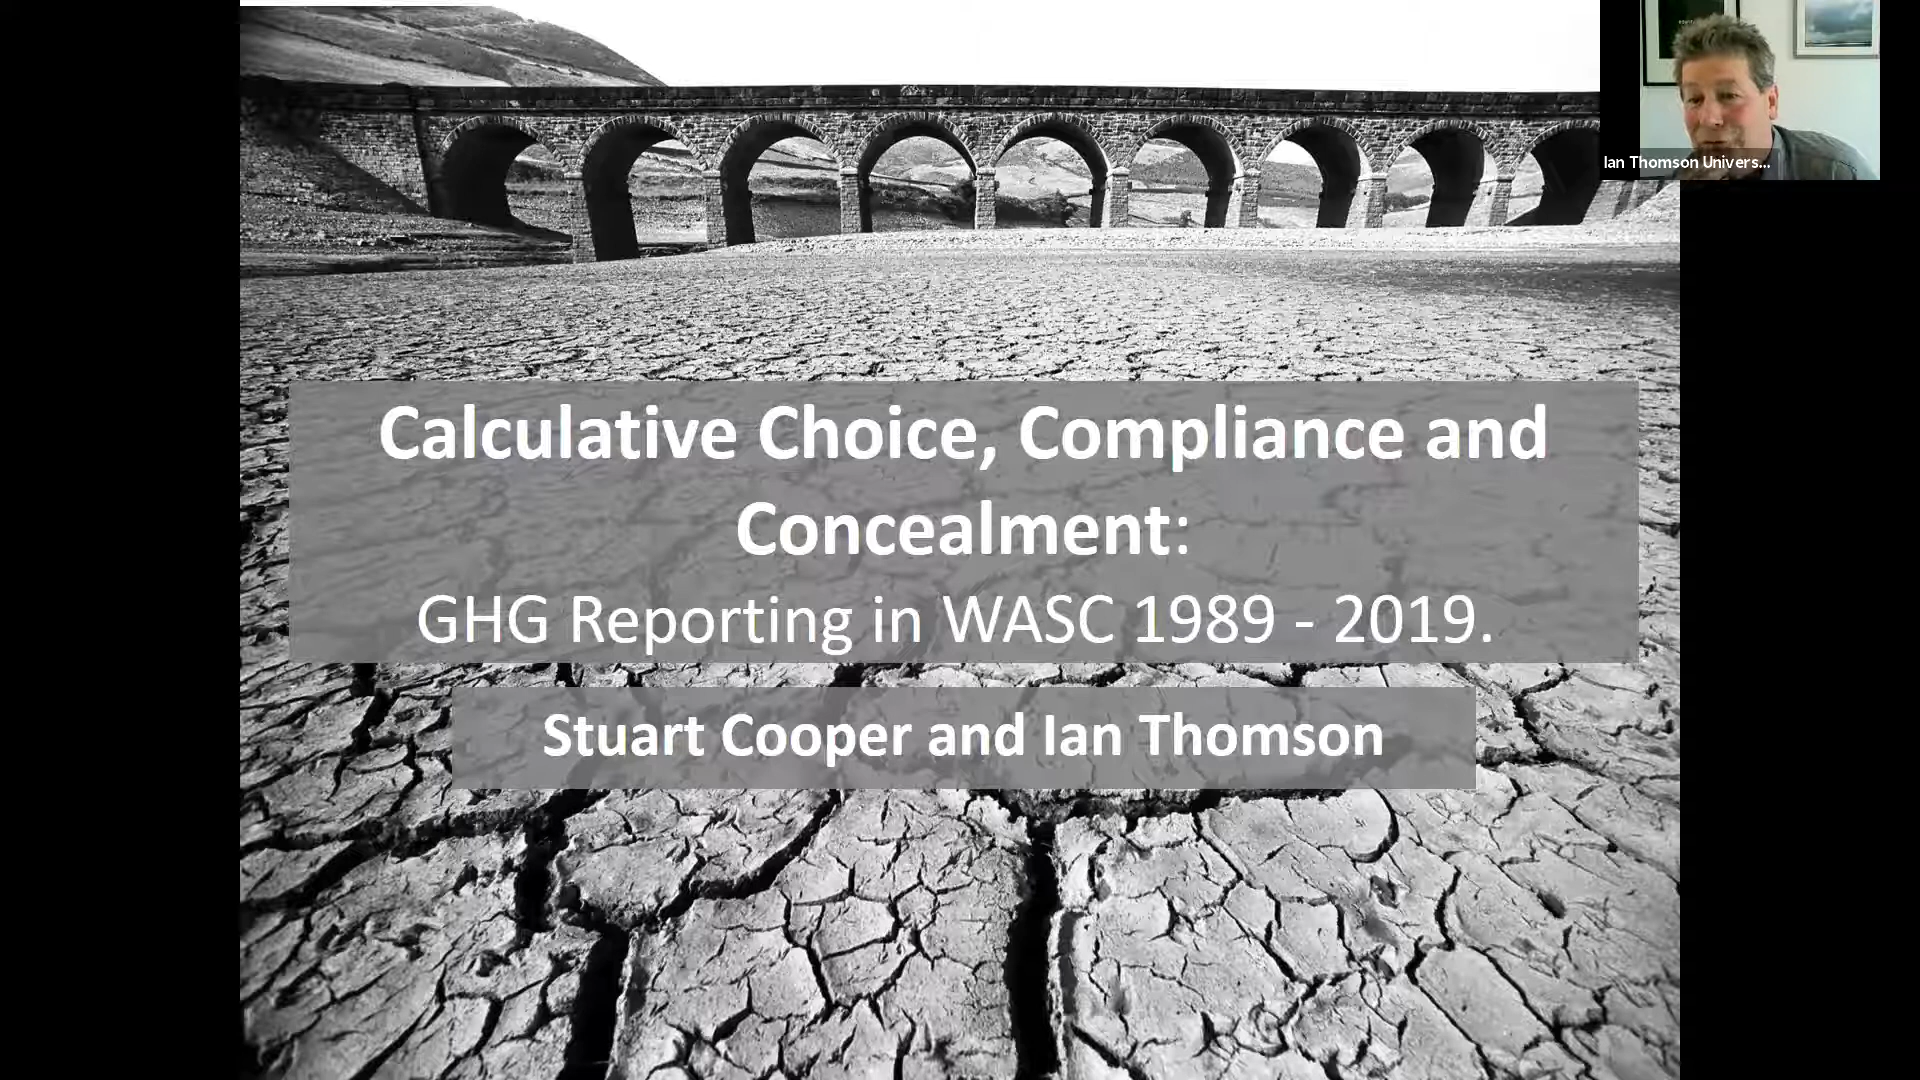 Ian Thomson Univers...
Calculative Choice, Compliance and
Concealment:
GHG Reporting in WASC 1989 - 2019.
Stuart Cooper and Ian Thomson